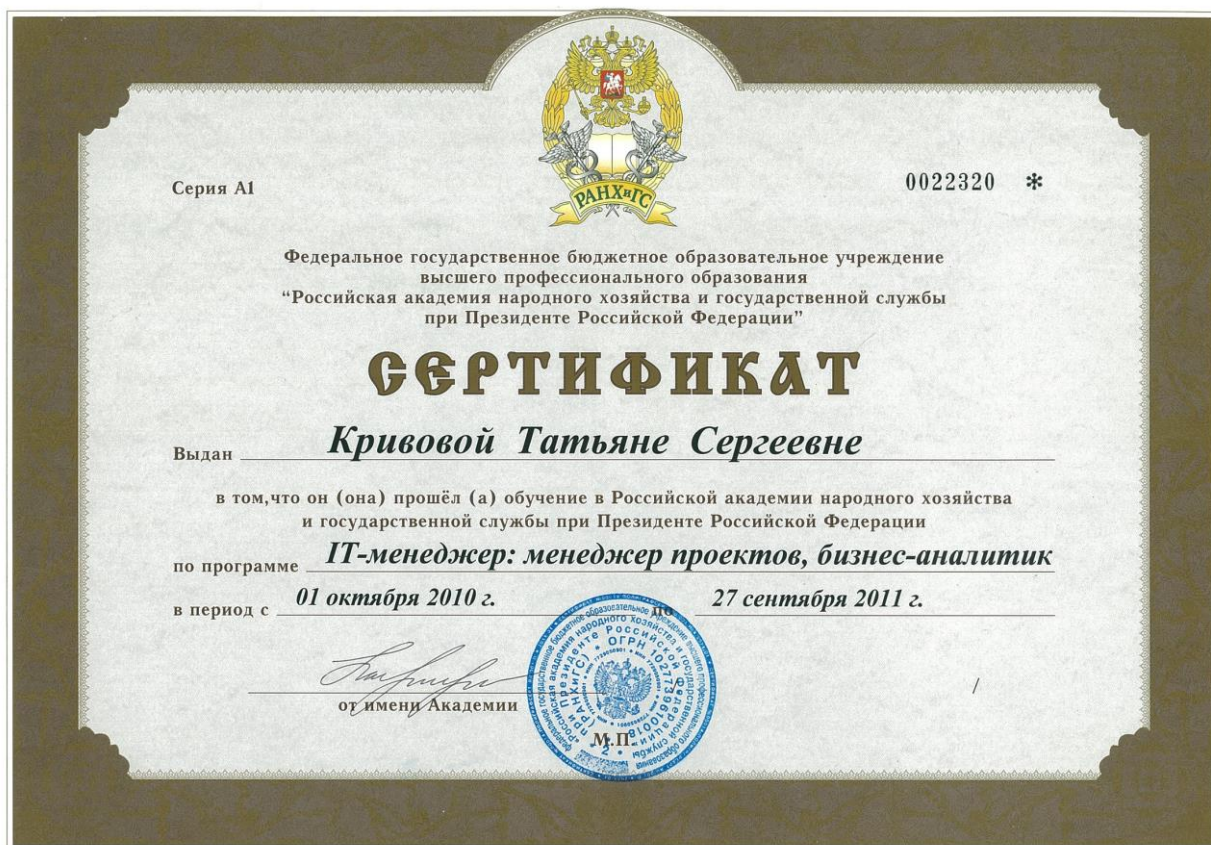 РАНХиГС
Серия А1
0022320 *
Федеральное государственное бюджетное образовательное учреждение
высшего профессионального образования
“Российская академия народного хозяйства и государственной службы
при Президенте Российской Федерации”
СЕРТИФИКАТ
Выдан Кривовой Татьяне Сергеевне
в том,что он (она) прошёл (а) обучение в Российской академии народного хозяйства
и государственной службы при Президенте Российской Федерации
по программе IT-менеджер: менеджер проектов, бизнес-аналитик
в период с 01 октября 2010 г. по 27 сентября 2011 г.
от имени Академии
М.П.